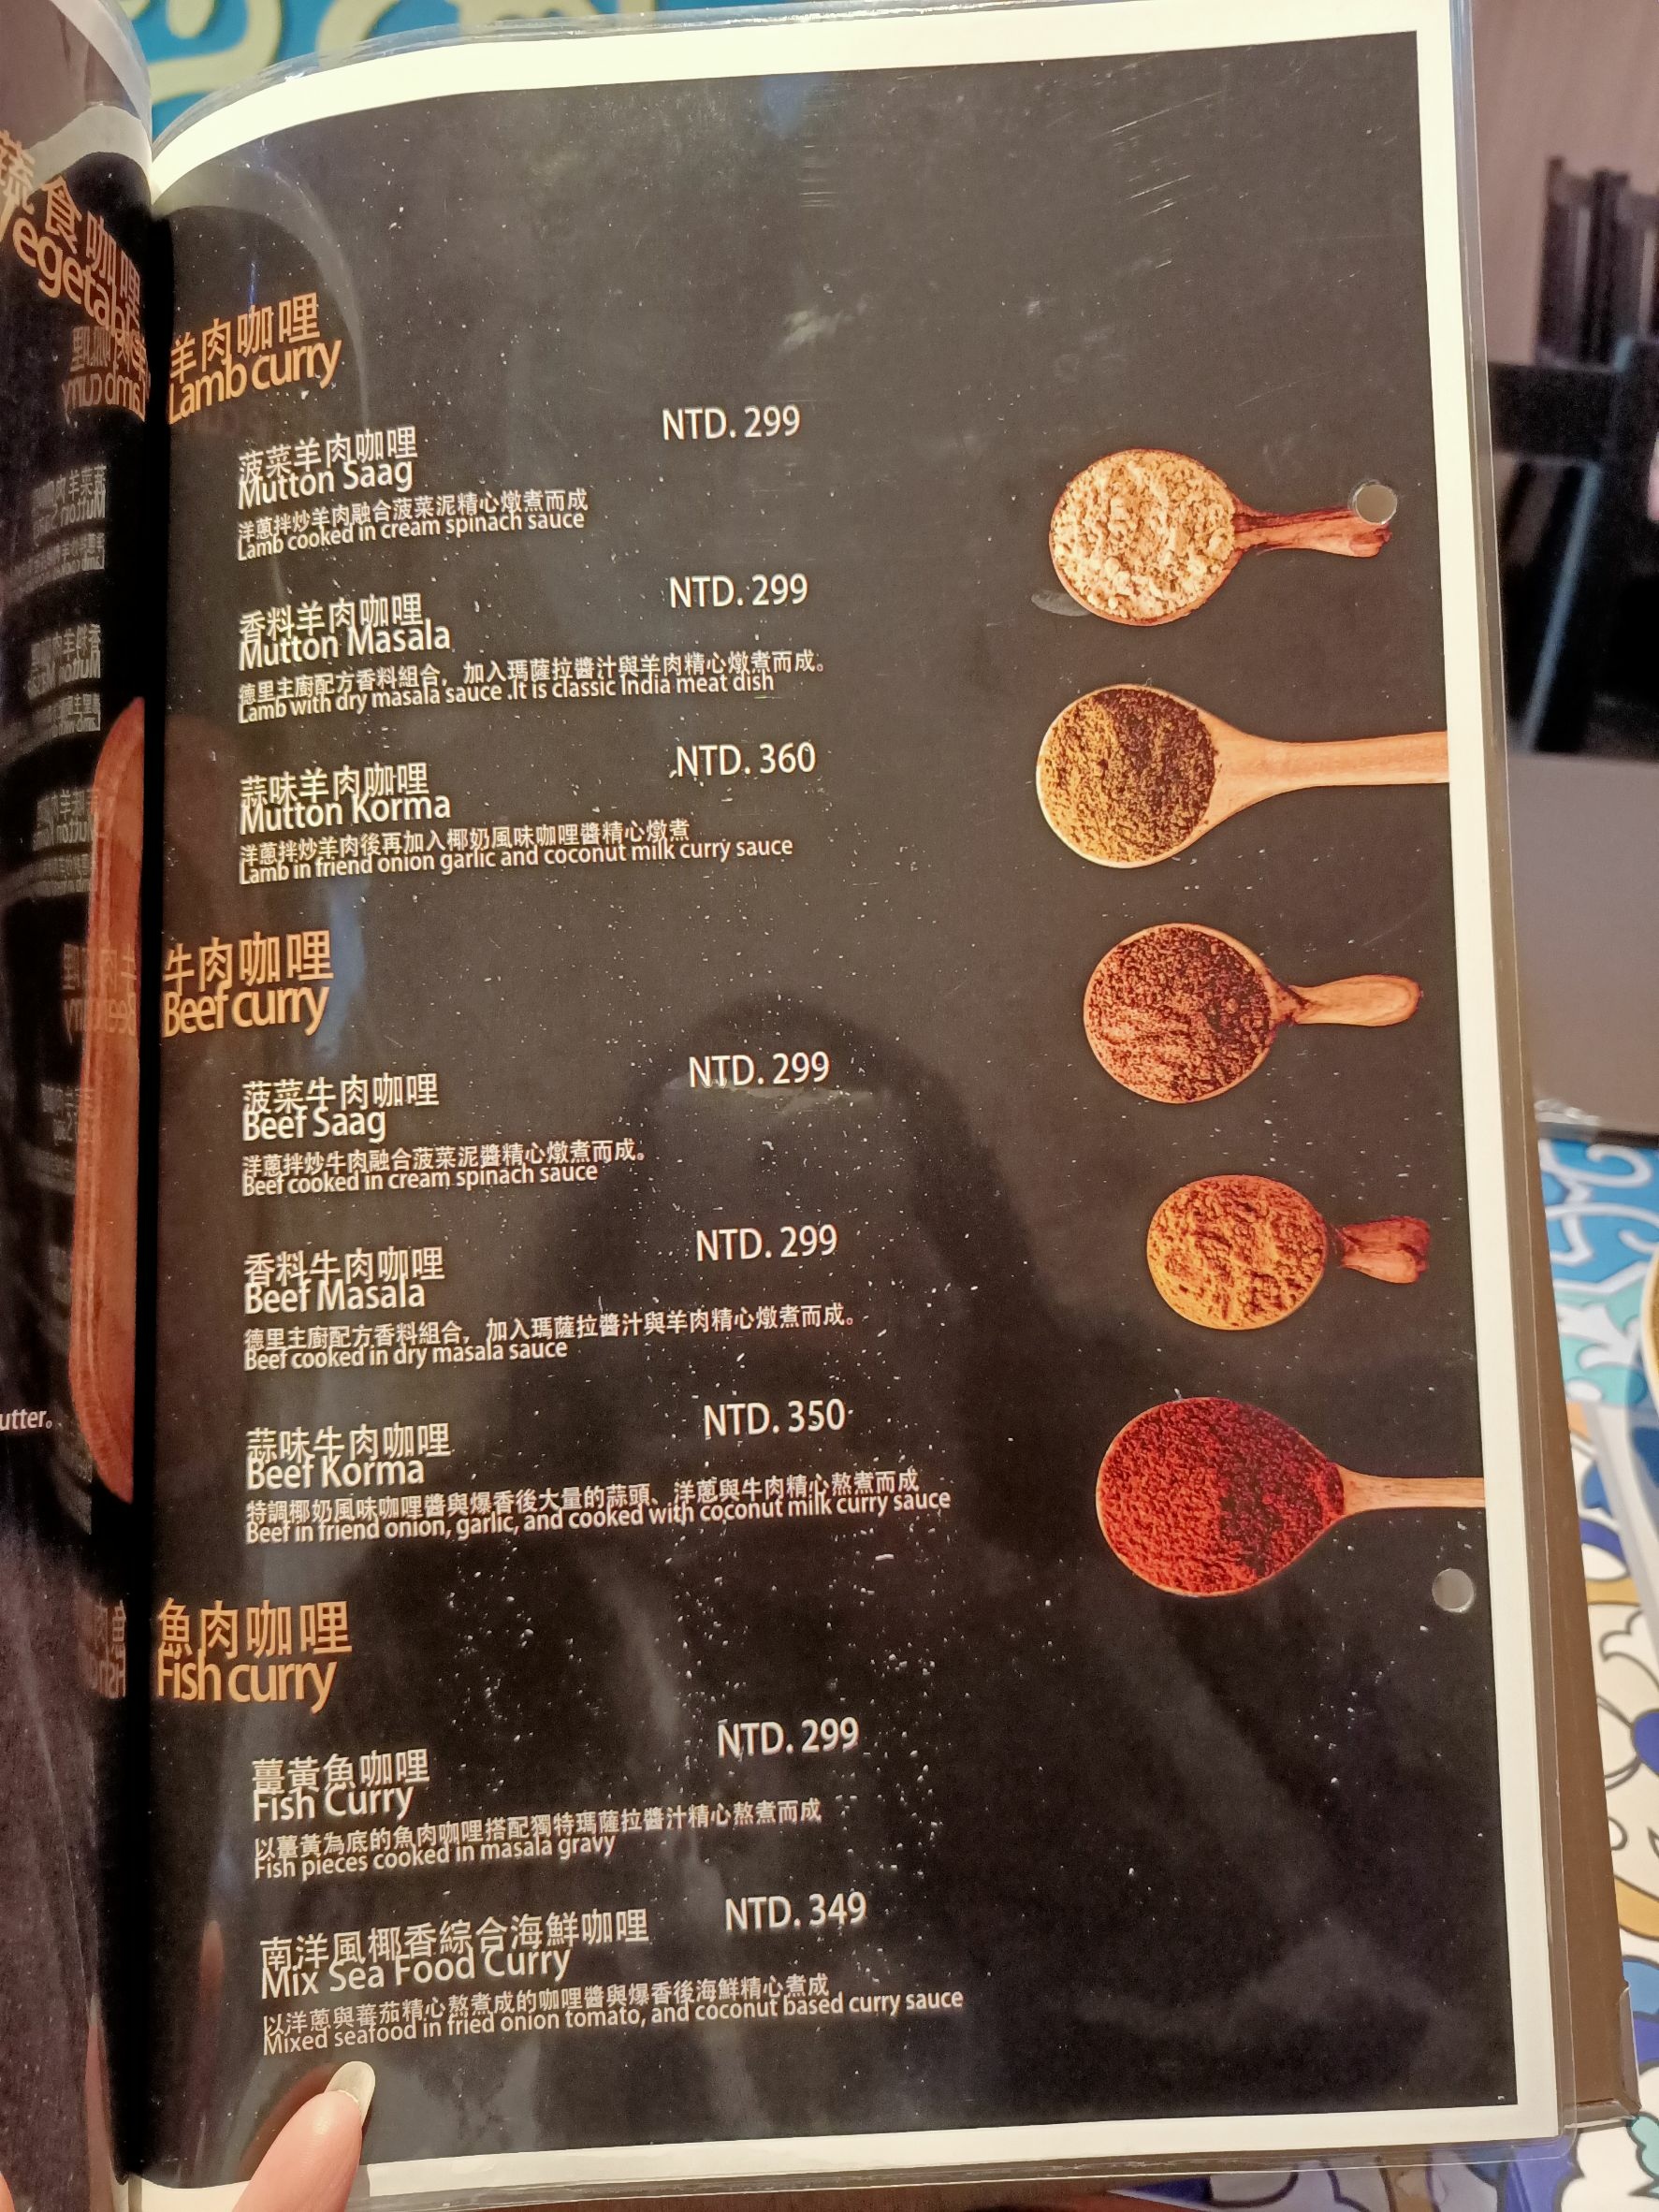 蔬食咖哩
Vegetable
utter。
羊肉咖哩
Lamb curry
菠菜羊肉咖哩
NTD. 299
Mutton Saag
洋蔥拌炒羊肉融合菠菜泥精心燉煮而成
Lamb cooked in cream spinach sauce
香料羊肉咖哩
NTD. 299
Mutton Masala
德里主廚配方香料組合，加入瑪薩拉醬汁與羊肉精心燉煮而成。
Lamb with dry masala sauce .It is classic India meat dish
蒜味羊肉咖哩
NTD. 360
Mutton Korma
洋蔥拌炒羊肉後再加入椰奶風味咖哩醬精心燉煮
Lamb in friend onion garlic and coconut milk curry sauce
牛肉咖哩
Beef curry
菠菜牛肉咖哩
NTD. 299
Beef Saag
洋蔥拌炒牛肉融合菠菜泥醬精心燉煮而成。
Beef cooked in cream spinach sauce
香料牛肉咖哩
NTD. 299
Beef Masala
德里主廚配方香料組合，加入瑪薩拉醬汁與羊肉精心燉煮而成。
Beef cooked in dry masala sauce
蒜味牛肉咖哩
NTD. 350
Beef Korma
特調椰奶風味咖哩醬與爆香後大量的蒜頭、洋蔥與牛肉精心熬煮而成
Beef in friend onion, garlic, and cooked with coconut milk curry sauce
魚肉咖哩
Fish curry
薑黃魚咖哩
NTD. 299
Fish Curry
以薑黃為底的魚肉咖哩搭配獨特瑪薩拉醬汁精心熬煮而成
Fish pieces cooked in masala gravy
南洋風椰香綜合海鮮咖哩
NTD. 349
Mix Sea Food Curry
以洋蔥與蕃茄精心熬煮成的咖哩醬與爆香後海鮮精心煮成
Mixed seafood in fried onion tomato, and coconut based curry sauce